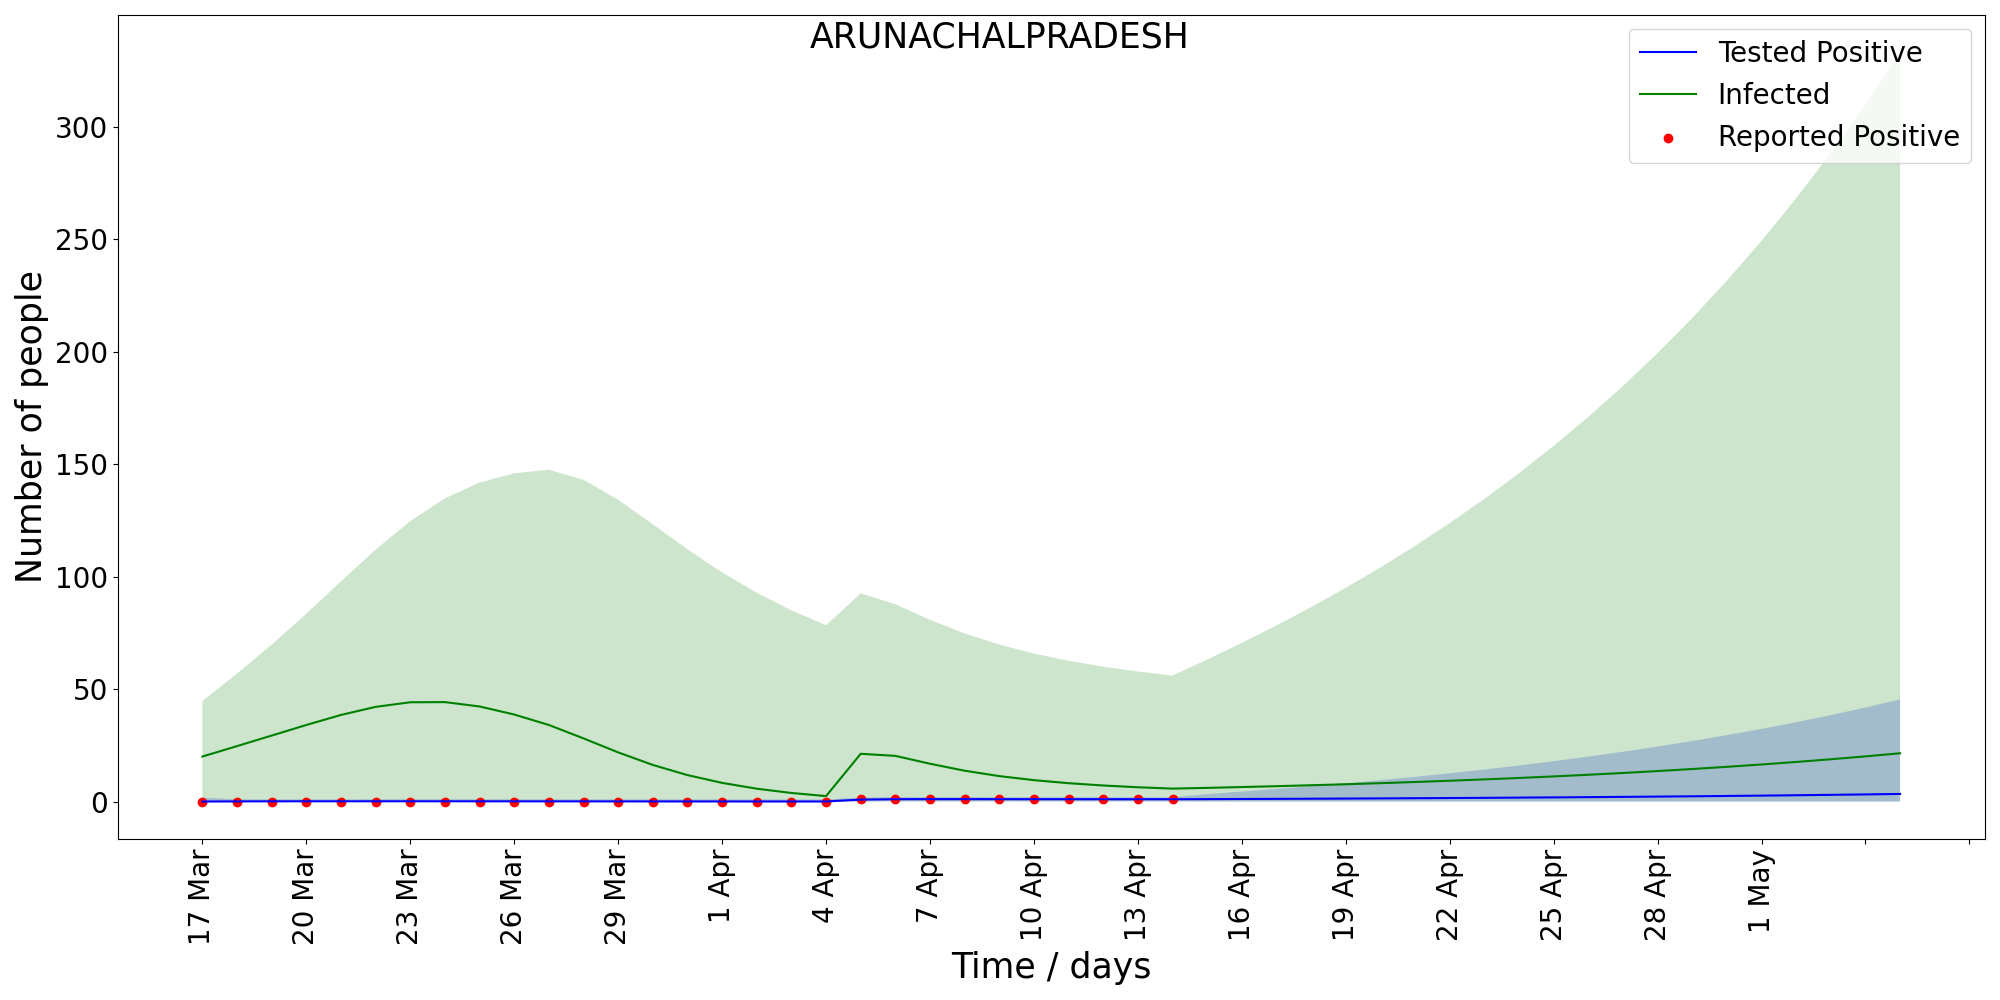 ARUNACHALPRADESH
Tested Positive
Infected
Reported Positive
Number of people
300
250
200
150
100
50
0
17 Mar
20 Mar
23 Mar
26 Mar
29 Mar
1 Apr
4 Apr
7 Apr
10 Apr
13 Apr
16 Apr
19 Apr
22 Apr
25 Apr
28 Apr
1 May
Time / days